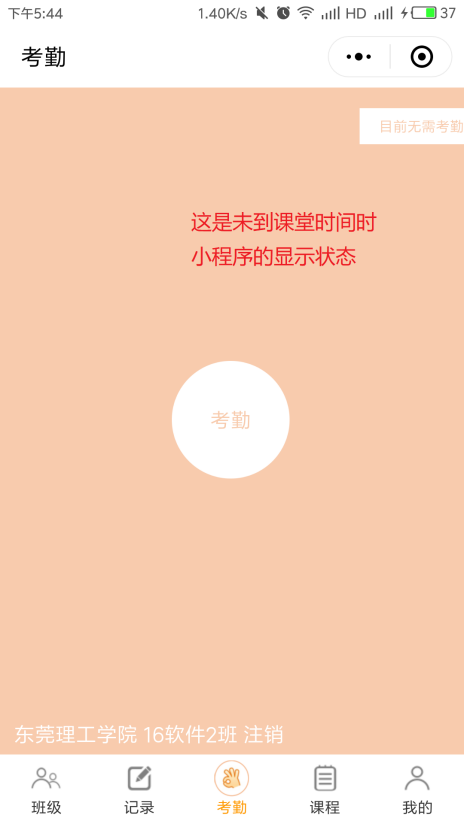 下午5:44 1.40K/s HD 37
考勤
目前无需考勤
这是未到课堂时间时
小程序的显示状态
考勤
东莞理工学院 16软件2班 注销
班级 记录 考勤 课程 我的